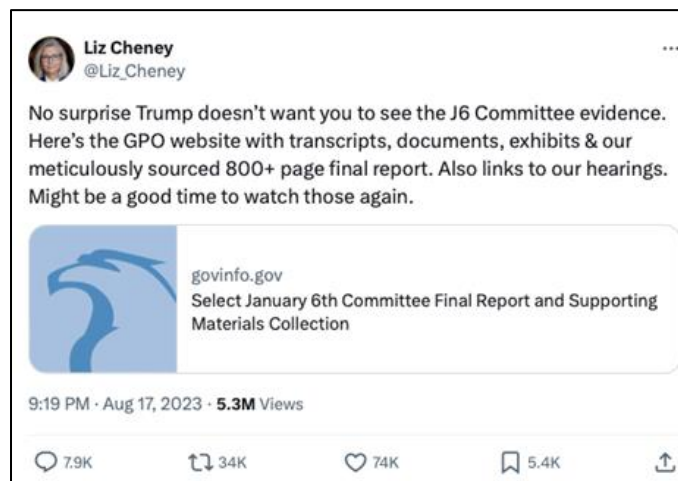 Liz Cheney
@Liz_Cheney
No surprise Trump doesn’t want you to see the J6 Committee evidence.
Here’s the GPO website with transcripts, documents, exhibits & our
meticulously sourced 800+ page final report. Also links to our hearings.
Might be a good time to watch those again.
govinfo.gov
Select January 6th Committee Final Report and Supporting
Materials Collection
9:19 PM · Aug 17, 2023 · 5.3M Views
7.9K 34K 74K 5.4K